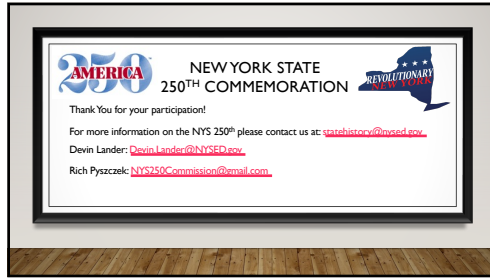 250
AMERICA
NEW YORK STATE
250TH COMMEMORATION
REVOLUTIONARY
NEW YORK
Thank You for your participation!
For more information on the NYS 250th please contact us at: statehistory@nysed.gov
Devin Lander: Devin.Lander@NYSED.gov
Rich Pyszczek: NYS250Commission@gmail.com